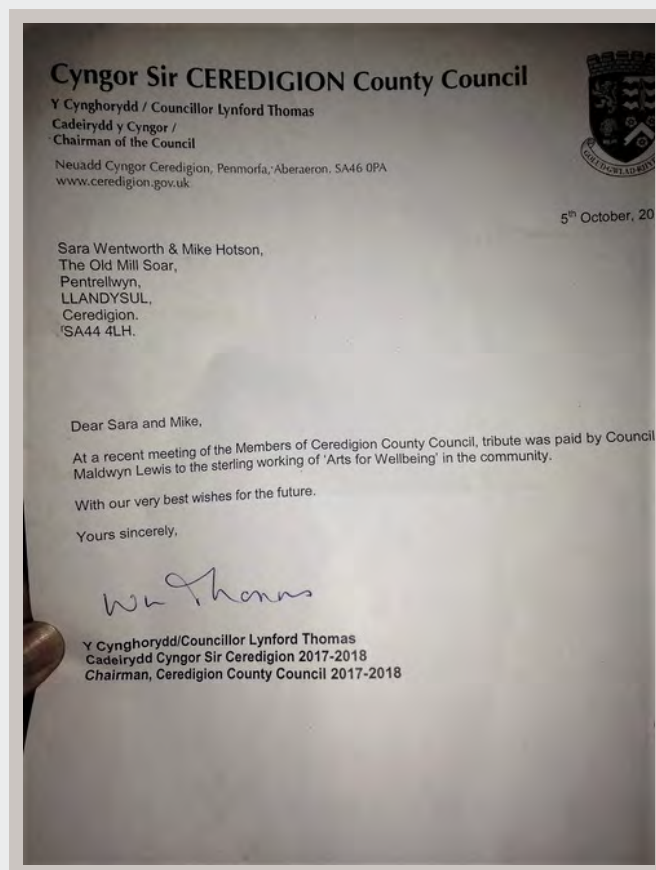 Cyngor Sir CEREDIGION County Council
Y Cynghorydd / Councillor Lynford Thomas
Cadeirydd y Cyngor /
Chairman of the Council
Neuadd Cyngor Ceredigion, Penmorfa, Aberaeron. SA46 0PA
www.ceredigion.gov.uk
GOLUD GWLAD RHYD
5th October, 20
Sara Wentworth & Mike Hotson,
The Old Mill Soar,
Pentrellwyn,
LLANDYSUL,
Ceredigion.
SA44 4LH.
Dear Sara and Mike,
At a recent meeting of the Members of Ceredigion County Council, tribute was paid by Council
Maldwyn Lewis to the sterling working of 'Arts for Wellbeing' in the community.
With our very best wishes for the future.
Yours sincerely,
Thomas
Y Cynghorydd/Councillor Lynford Thomas
Cadeirydd Cyngor Sir Ceredigion 2017-2018
Chairman, Ceredigion County Council 2017-2018